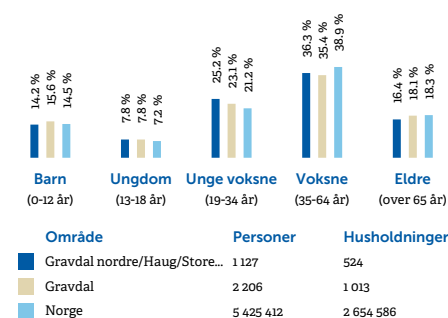 14.2 % 15.6 % 14.5 % 7.8 % 7.8 % 7.2 % 25.2 % 23.1 % 21.2 % 36.3 % 35.4 % 38.9 % 16.4 % 18.1 % 18.3 %
Barn Ungdom Unge voksne Voksne Eldre
(0-12 år) (13-18 år) (19-34 år) (35-64 år) (over 65 år)
Område Personer Husholdninger
Gravdal nordre/Haug/Store... 1 127 524
Gravdal 2 206 1 013
Norge 5 425 412 2 654 586